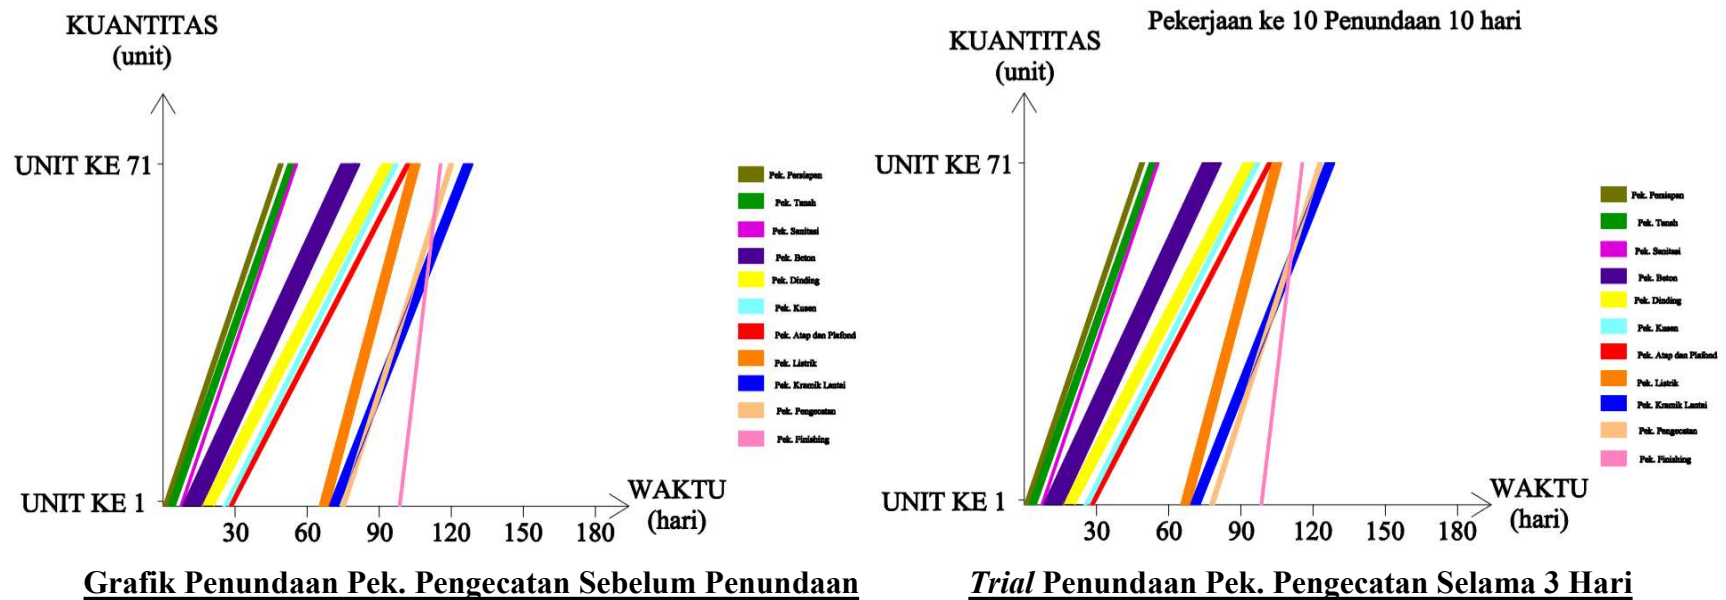 KUANTITAS
(unit)
UNIT KE 71
UNIT KE 1
30 60 90 120 150 180
WAKTU
(hari)
Pek. Persiapan
Pek. Tanah
Pek. Sanitasi
Pek. Beton
Pek. Dinding
Pek. Kusen
Pek. Atap dan Plafond
Pek. Listrik
Pek. Kramik Lantai
Pek. Pengecatan
Pek. Finishing
Grafik Penundaan Pek. Pengecatan Sebelum Penundaan
Pekerjaan ke 10 Penundaan 10 hari
KUANTITAS
(unit)
UNIT KE 71
UNIT KE 1
30 60 90 120 150 180
WAKTU
(hari)
Pek. Persiapan
Pek. Tanah
Pek. Sanitasi
Pek. Beton
Pek. Dinding
Pek. Kusen
Pek. Atap dan Plafond
Pek. Listrik
Pek. Kramik Lantai
Pek. Pengecatan
Pek. Finishing
Trial Penundaan Pek. Pengecatan Selama 3 Hari